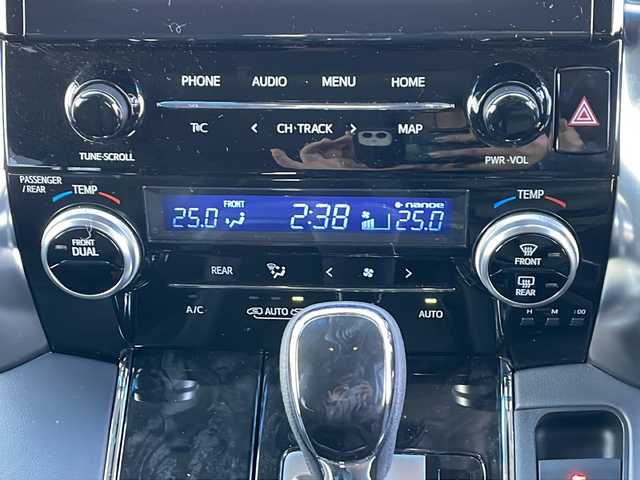 PHONE AUDIO MENU HOME
T&C < CH·TRACK > MAP
TUNE·SCROLL PWR·VOL
PASSENGER
/REAR
TEMP TEMP
FRONT nanoe
25.0 2:38 25.0
FRONT
DUAL
FRONT
REAR
REAR < >
A/C AUTO AUTO
H M :00